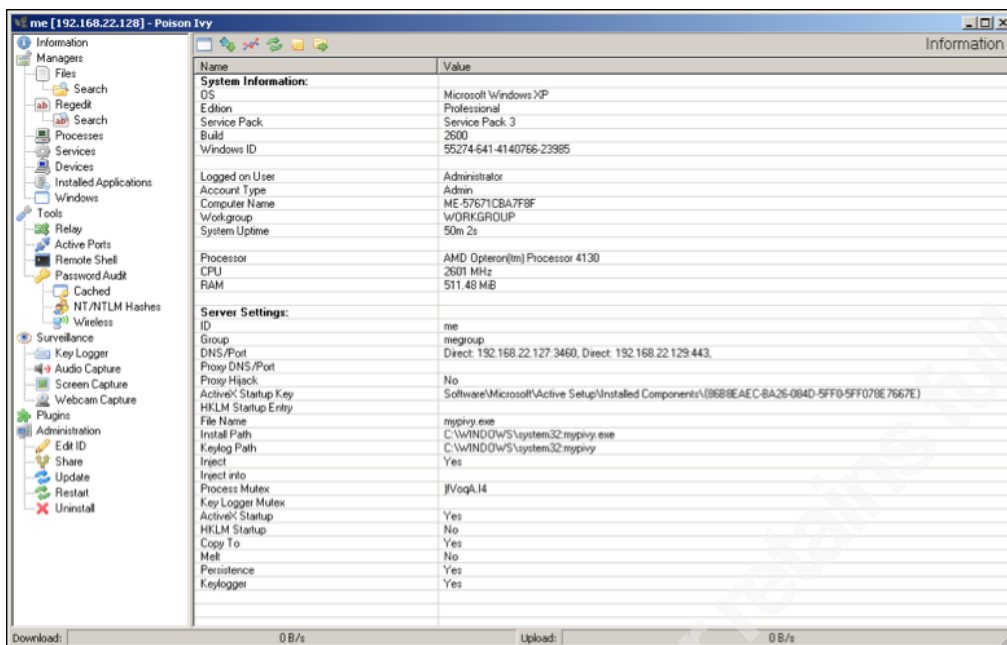 me [192.168.22.128] - Poison Ivy
Information
Managers
Files
Search
Regedit
Search
Processes
Services
Devices
Installed Applications
Windows
Tools
Relay
Active Ports
Remote Shell
Password Audit
Cached
NT/NTLM Hashes
Wireless
Surveillance
Key Logger
Audio Capture
Screen Capture
Webcam Capture
Plugins
Administration
Edit ID
Share
Update
Restart
Uninstall
Information
Name Value
System Information:
OS Microsoft Windows XP
Edition Professional
Service Pack Service Pack 3
Build 2600
Windows ID 55274-641-4140766-23985
Logged on User Administrator
Account Type Admin
Computer Name ME-57671CBA7F8F
Workgroup WORKGROUP
System Uptime 50m 2s
Processor AMD Opteron(tm) Processor 4130
CPU 2601 MHz
RAM 511.48 MiB
Server Settings:
ID me
Group megroup
DNS/Port Direct: 192.168.22.127:3460, Direct: 192.168.22.129:443,
Proxy DNS/Port
Proxy Hijack No
ActiveX Startup Key Software\Microsoft\Active Setup\Installed Components\{86B8EAEC-BA26-084D-5FF0-5FF078E7667E}
HKLM Startup Entry
File Name mypivy.exe
Install Path C:\WINDOWS\system32:mypivy.exe
Keylog Path C:\WINDOWS\system32:mypivy
Inject Yes
Inject into
Process Mutex )!VoqA.I4
Key Logger Mutex
ActiveX Startup Yes
HKLM Startup No
Copy To Yes
Melt No
Persistence Yes
Keylogger Yes
Download: 0 B/s Upload: 0 B/s
retains full